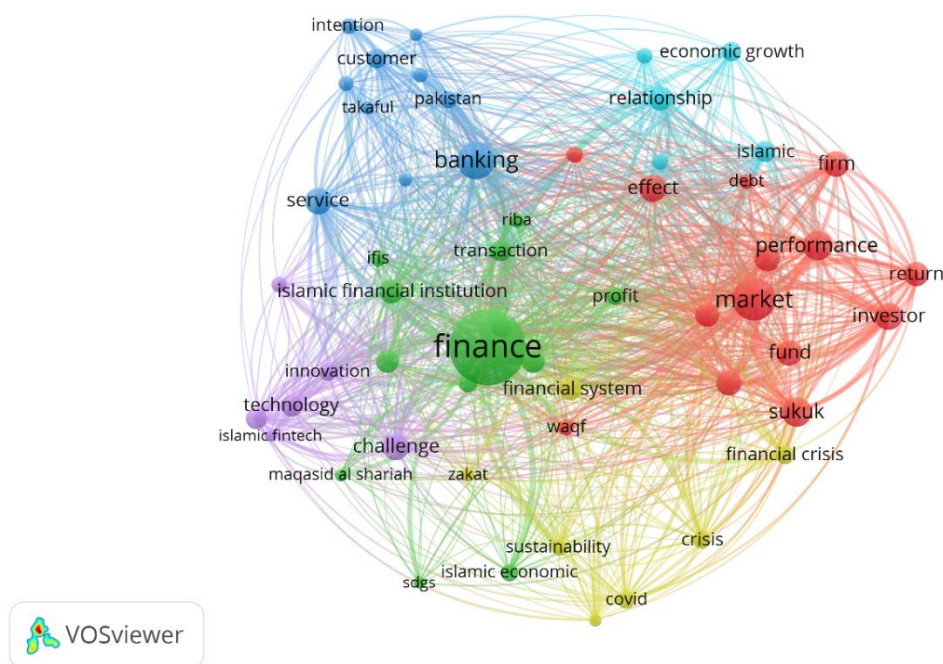 intention
customer
takaful
pakistan
economic growth
relationship
banking
islamic
firm
effect
debt
service
riba
transaction
performance
ifis
return
islamic financial institution
profit
market
investor
finance
fund
innovation
financial system
technology
sukuk
islamic fintech
waqf
challenge
financial crisis
maqasid al shariah
zakat
crisis
sustainability
islamic economic
sdgs
covid
VOSviewer